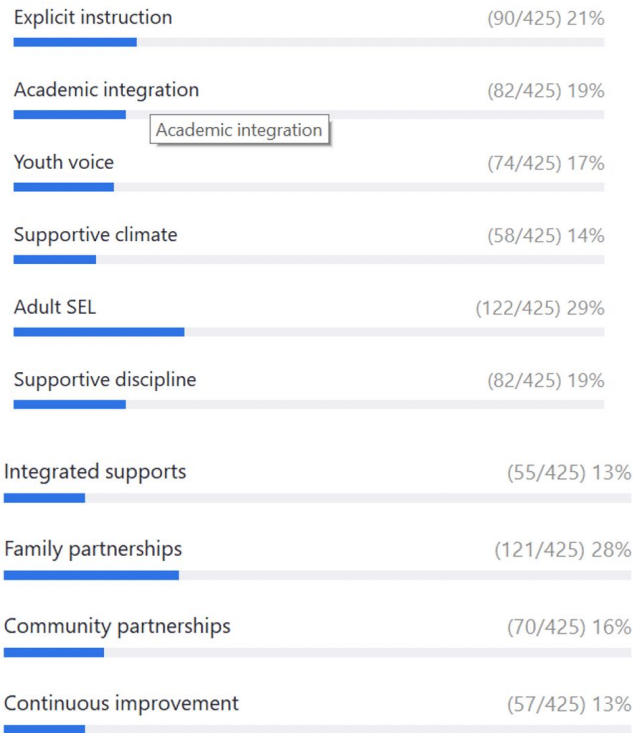 Explicit instruction (90/425) 21%
Academic integration (82/425) 19%
Academic integration
Youth voice (74/425) 17%
Supportive climate (58/425) 14%
Adult SEL (122/425) 29%
Supportive discipline (82/425) 19%
Integrated supports (55/425) 13%
Family partnerships (121/425) 28%
Community partnerships (70/425) 16%
Continuous improvement (57/425) 13%